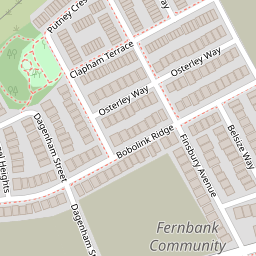 Putney Cres
Clapham Terrace
Osterley Way
Osterley Way
Dagenham
Street
Bobolink Ridge
Belsize Way
Finsbury Avenue
Heights
Dagenham S
Fernbank
Community